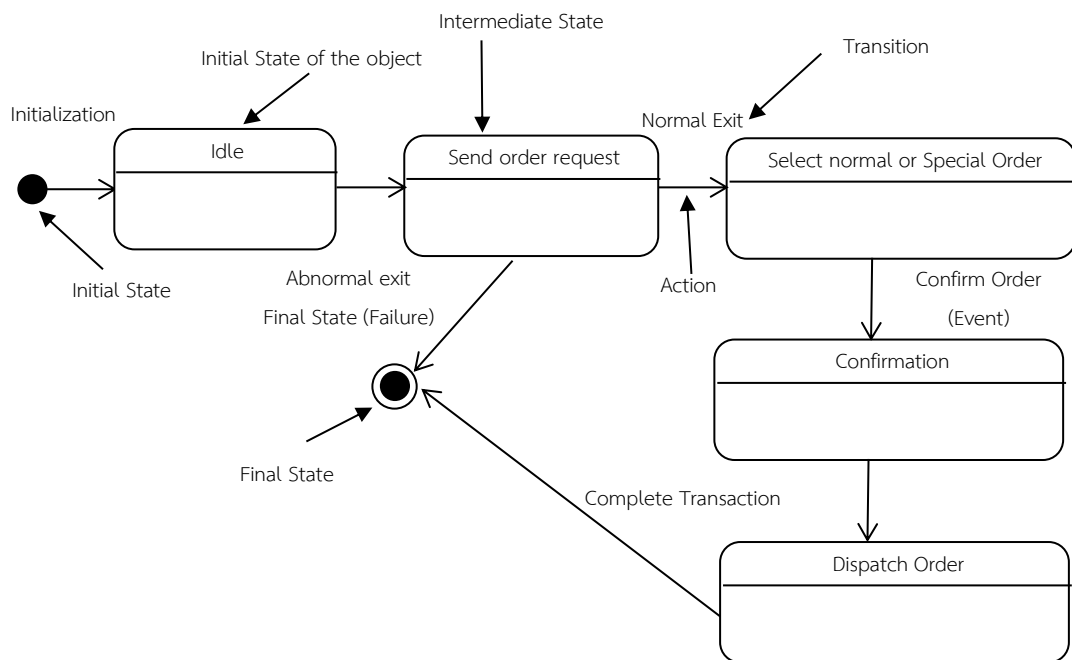 Intermediate State
Transition
Initial State of the object
Initialization
Normal Exit
Idle
Send order request
Select normal or Special Order
Initial State
Abnormal exit
Action
Confirm Order
Final State (Failure)
(Event)
Confirmation
Final State
Complete Transaction
Dispatch Order